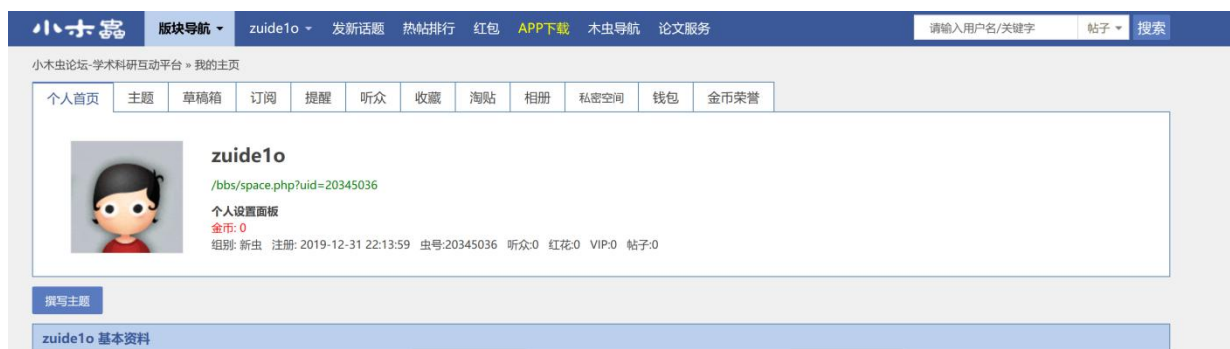 小木蟲 版块导航 zuide1o 发新话题 热帖排行 红包 APP下载 木虫导航 论文服务 请输入用户名/关键字 帖子 搜索
小木虫论坛-学术科研互动平台 » 我的主页
个人首页 主题 草稿箱 订阅 提醒 听众 收藏 淘贴 相册 私密空间 钱包 金币荣誉
zuide1o
/bbs/space.php?uid=20345036
个人设置面板
金币: 0
组别: 新虫 注册: 2019-12-31 22:13:59 虫号:20345036 听众:0 红花:0 VIP:0 帖子:0
撰写主题
zuide1o 基本资料